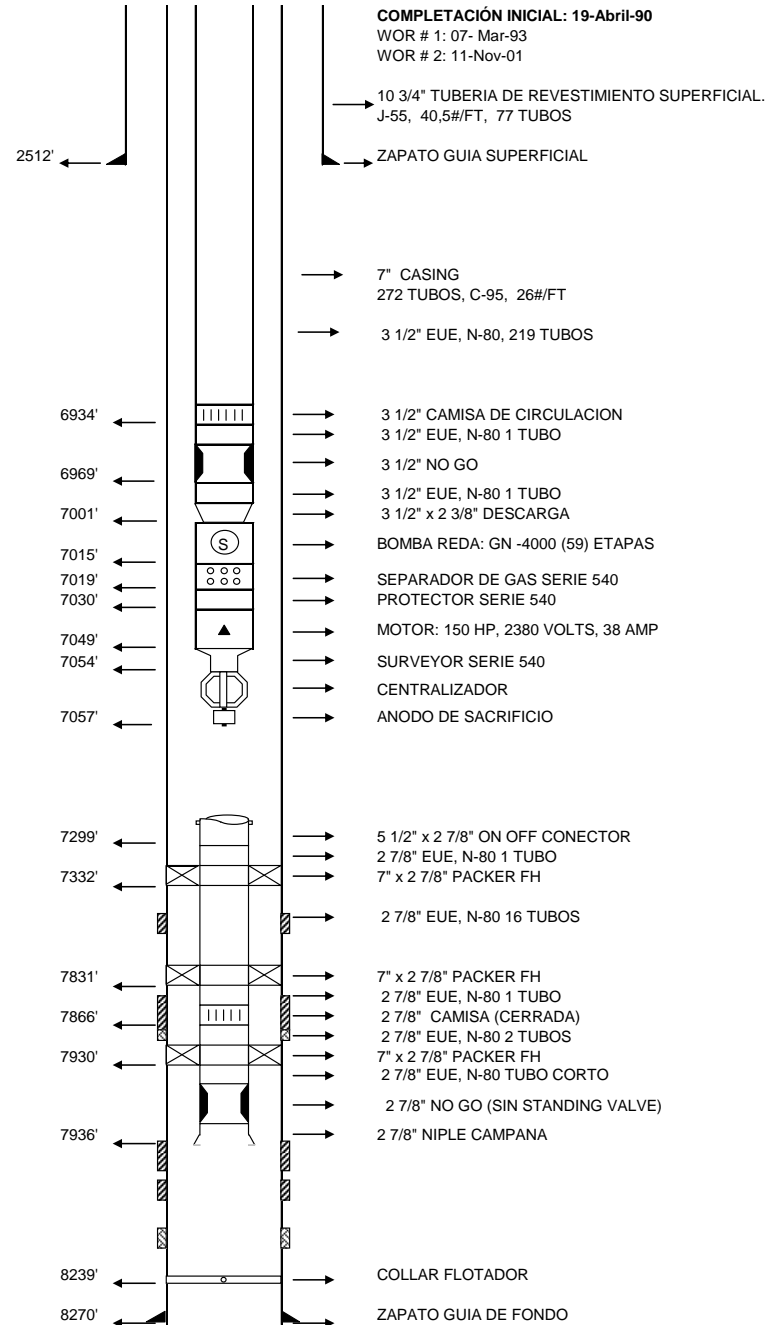 COMPLETACIÓN INICIAL: 19-Abril-90
WOR # 1: 07- Mar-93
WOR # 2: 11-Nov-01
10 3/4" TUBERIA DE REVESTIMIENTO SUPERFICIAL.
J-55, 40,5#/FT, 77 TUBOS
2512' ZAPATO GUIA SUPERFICIAL
7" CASING
272 TUBOS, C-95, 26#/FT
3 1/2" EUE, N-80, 219 TUBOS
6934' 3 1/2" CAMISA DE CIRCULACION
3 1/2" EUE, N-80 1 TUBO
3 1/2" NO GO
6969'
3 1/2" EUE, N-80 1 TUBO
7001' 3 1/2" x 2 3/8" DESCARGA
S BOMBA REDA: GN -4000 (59) ETAPAS
7015'
7019' SEPARADOR DE GAS SERIE 540
7030' PROTECTOR SERIE 540
MOTOR: 150 HP, 2380 VOLTS, 38 AMP
7049'
7054' SURVEYOR SERIE 540
CENTRALIZADOR
7057' ANODO DE SACRIFICIO
7299' 5 1/2" x 2 7/8" ON OFF CONECTOR
2 7/8" EUE, N-80 1 TUBO
7332' 7" x 2 7/8" PACKER FH
2 7/8" EUE, N-80 16 TUBOS
7831' 7" x 2 7/8" PACKER FH
2 7/8" EUE, N-80 1 TUBO
7866' 2 7/8" CAMISA (CERRADA)
2 7/8" EUE, N-80 2 TUBOS
7930' 7" x 2 7/8" PACKER FH
2 7/8" EUE, N-80 TUBO CORTO
2 7/8" NO GO (SIN STANDING VALVE)
7936' 2 7/8" NIPLE CAMPANA
8239' COLLAR FLOTADOR
8270' ZAPATO GUIA DE FONDO